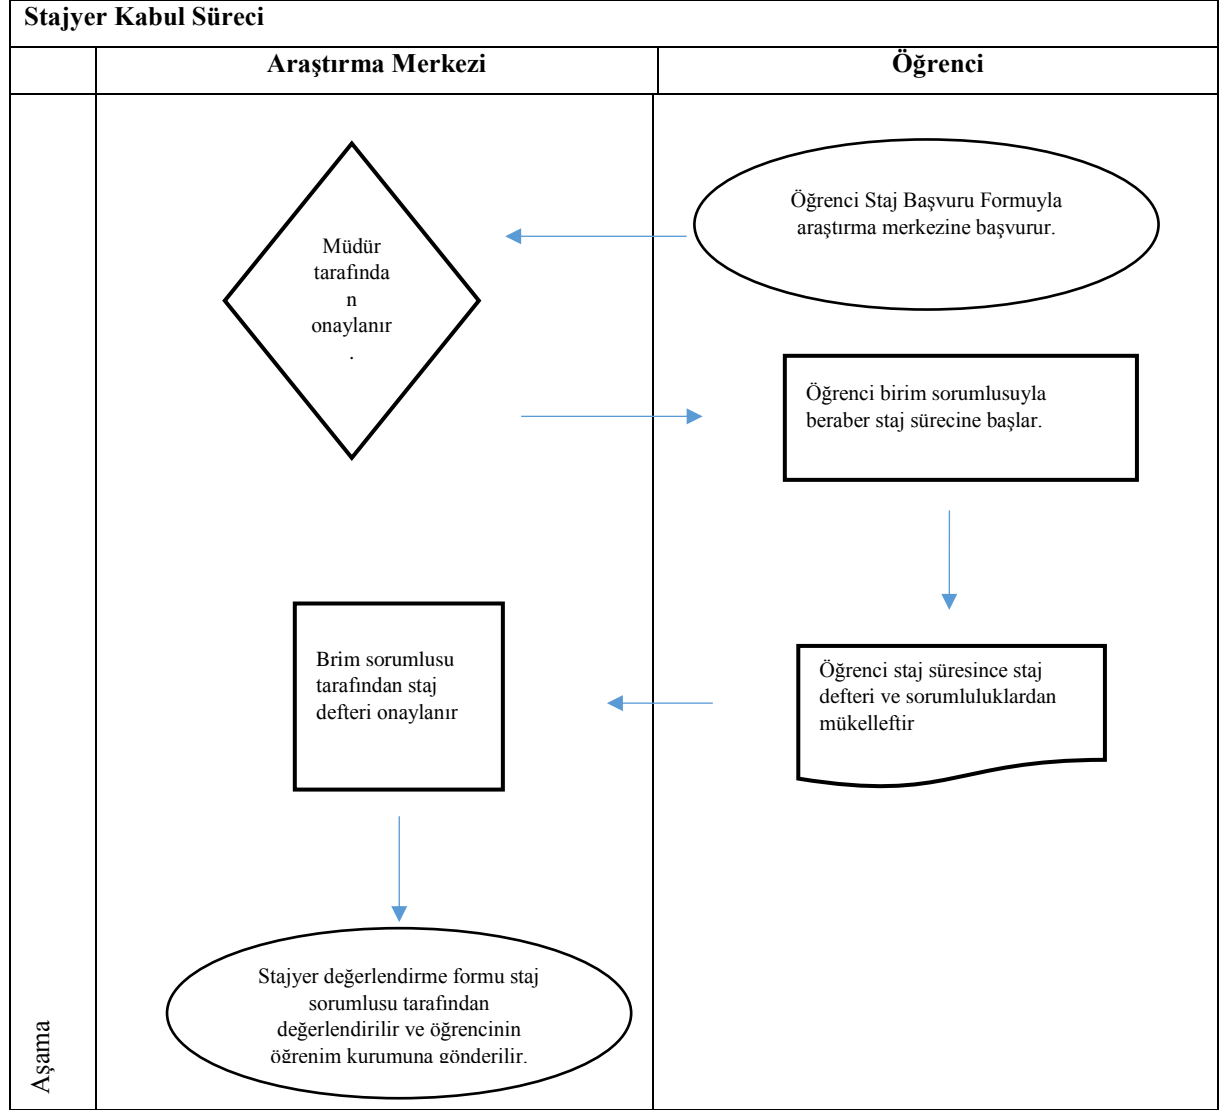 Stajyer Kabul Süreci
Araştırma Merkezi
Öğrenci
Öğrenci Staj Başvuru Formuyla
araştırma merkezine başvurur.
Müdür
tarafında
n
onaylanır
.
Öğrenci birim sorumlusuyla
beraber staj sürecine başlar.
Öğrenci staj süresince staj
defteri ve sorumluluklardan
mükelleftir
Brim sorumlusu
tarafından staj
defteri onaylanır
Stajyer değerlendirme formu staj
sorumlusu tarafından
değerlendirilir ve öğrencinin
öğrenim kurumuna gönderilir.
Aşama